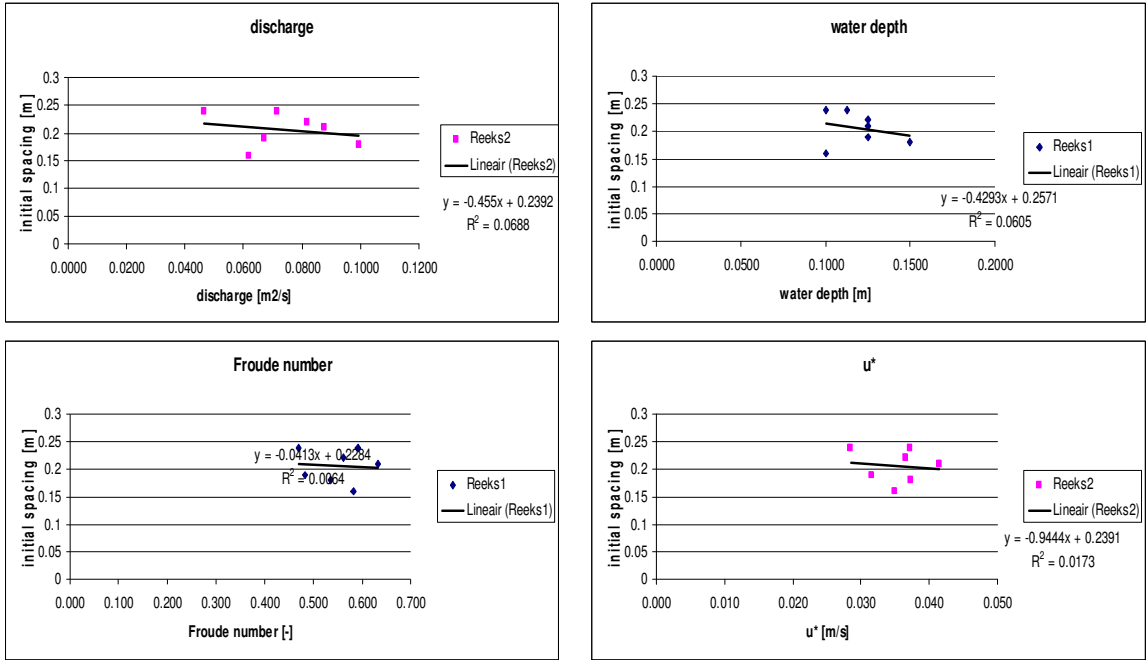 discharge
0.3
0.25
0.2
0.15
0.1
0.05
0
initial spacing [m]
0.0000 0.0200 0.0400 0.0600 0.0800 0.1000 0.1200
discharge [m2/s]
Reeks2
Lineair (Reeks2)
y = -0.455x + 0.2392
R² = 0.0688
water depth
0.3
0.25
0.2
0.15
0.1
0.05
0
initial spacing [m]
0.0000 0.0500 0.1000 0.1500 0.2000
water depth [m]
Reeks1
Lineair (Reeks1)
y = -0.4293x + 0.2571
R² = 0.0605
Froude number
0.3
0.25
0.2
0.15
0.1
0.05
0
initial spacing [m]
y = -0.0413x + 0.2284
R² = 0.0064
0.000 0.100 0.200 0.300 0.400 0.500 0.600 0.700
Froude number [-]
Reeks1
Lineair (Reeks1)
u*
0.3
0.25
0.2
0.15
0.1
0.05
0
initial spacing [m]
0.000 0.010 0.020 0.030 0.040 0.050
u* [m/s]
Reeks2
Lineair (Reeks2)
y = -0.9444x + 0.2391
R² = 0.0173